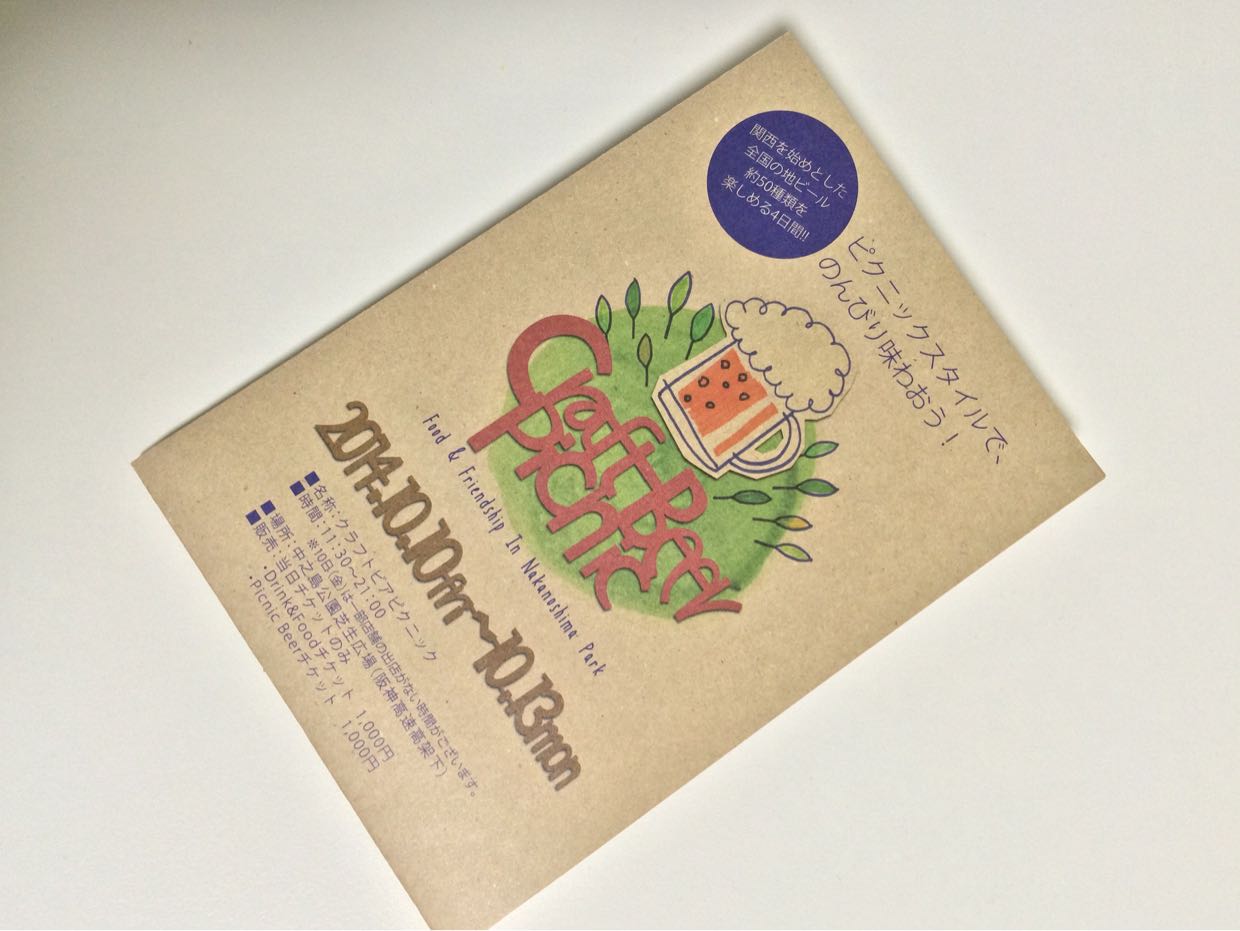 関西を始めとした
全国の地ビール
約50種類を
楽しめる4日間!!
ピクニックスタイルで、
のんびり味わおう！
Craft Beer
Picnic
Food & Friendship In Nakanoshima Park
2014.10.10fri〜10.13mon
■名称：クラフトビアピクニック
■時間：11：30〜21：00
※10日(金)は一部店舗の出店がない時間がございます。
■場所：中之島公園芝生広場（阪神高速高架下）
■販売：当日チケットのみ
・Drink&Foodチケット 1,000円
・Picnic Beerチケット 1,000円